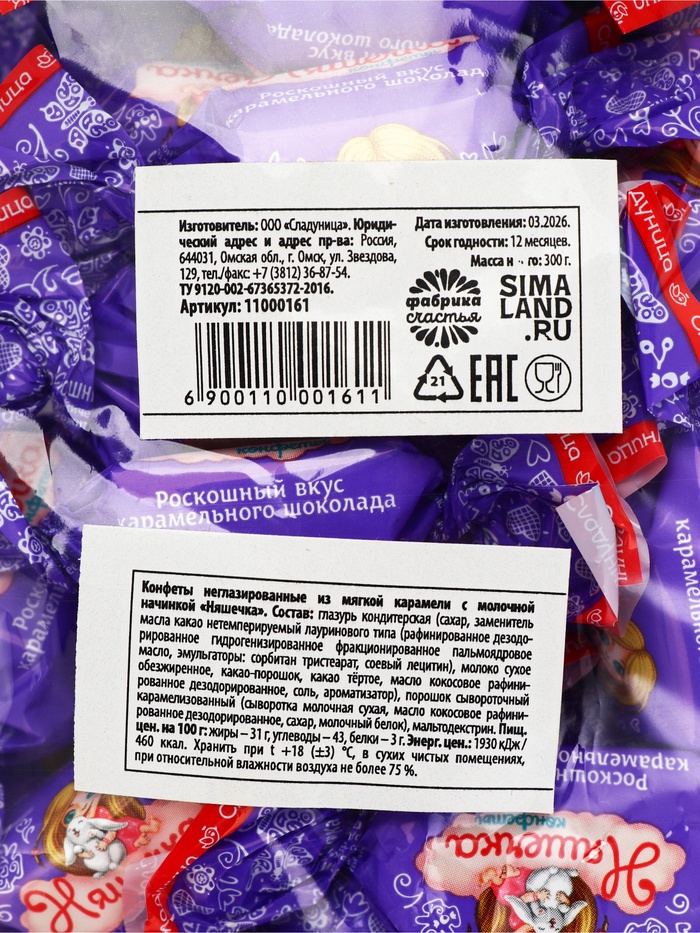 Роскошный вкус
карамельного шоколада
Изготовитель: ООО «Сладуница». Юриди-
ческий адрес и адрес пр-ва: Россия,
644031, Омская обл., г. Омск, ул. Звездова,
129, тел./факс: +7 (3812) 36-87-54.
ТУ 9120-002-67365372-2016.
Артикул: 11000161
6 900110 001611
Дата изготовления: 03.2026.
Срок годности: 12 месяцев.
Масса н то: 300 г.
фабрика
счастья
SIMA
LAND
.RU
21
EAC
дуница
конфеты
Роскошный вкус
карамельного шоколада
Конфеты неглазированные из мягкой карамели с молочной
начинкой «Няшечка». Состав: глазурь кондитерская (сахар, заменитель
масла какао нетемперируемый лауринового типа (рафинированное дезодо-
рированное гидрогенизированное фракционированное пальмоядровое
масло, эмульгаторы: сорбитан тристеарат, соевый лецитин), молоко сухое
обезжиренное, какао-порошок, какао тёртое, масло кокосовое рафини-
рованное дезодорированное, соль, ароматизатор), порошок сывороточный
карамелизованный (сыворотка молочная сухая, масло кокосовое рафини-
рованное дезодорированное, сахар, молочный белок), мальтодекстрин. Пищ.
цен. на 100 г: жиры – 31 г, углеводы – 43, белки – 3 г. Энерг. цен.: 1930 кДж/
460 ккал. Хранить при t +18 (±3) °С, в сухих чистых помещениях,
при относительной влажности воздуха не более 75 %.
конфеты
Няшечка